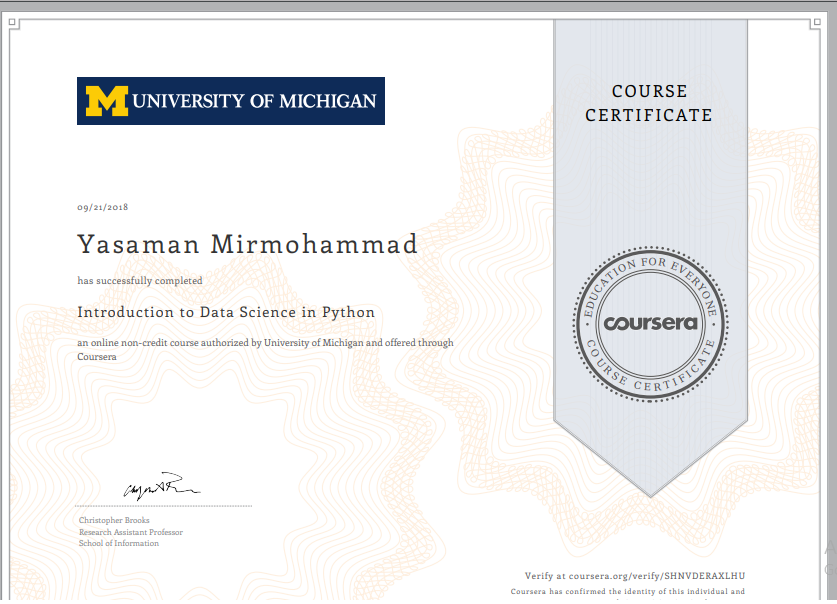 M UNIVERSITY OF MICHIGAN
COURSE
CERTIFICATE
09/21/2018
Yasaman Mirmohammad
has successfully completed
Introduction to Data Science in Python
an online non-credit course authorized by University of Michigan and offered through
Coursera
EDUCATION FOR EVERYONE
coursera
COURSE CERTIFICATE
Christopher Brooks
Research Assistant Professor
School of Information
Verify at coursera.org/verify/SHNVDERAXLHU
Coursera has confirmed the identity of this individual and